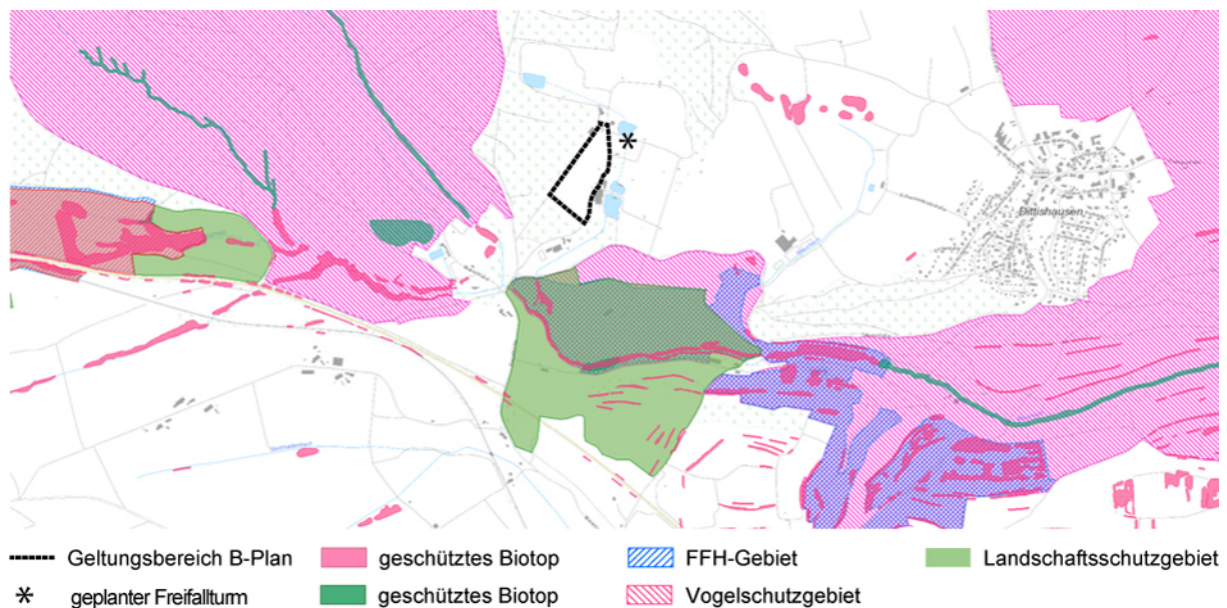 Dittishausen
Geltungsbereich B-Plan
geschütztes Biotop
FFH-Gebiet
Landschaftsschutzgebiet
geplanter Freifallturm
geschütztes Biotop
Vogelschutzgebiet